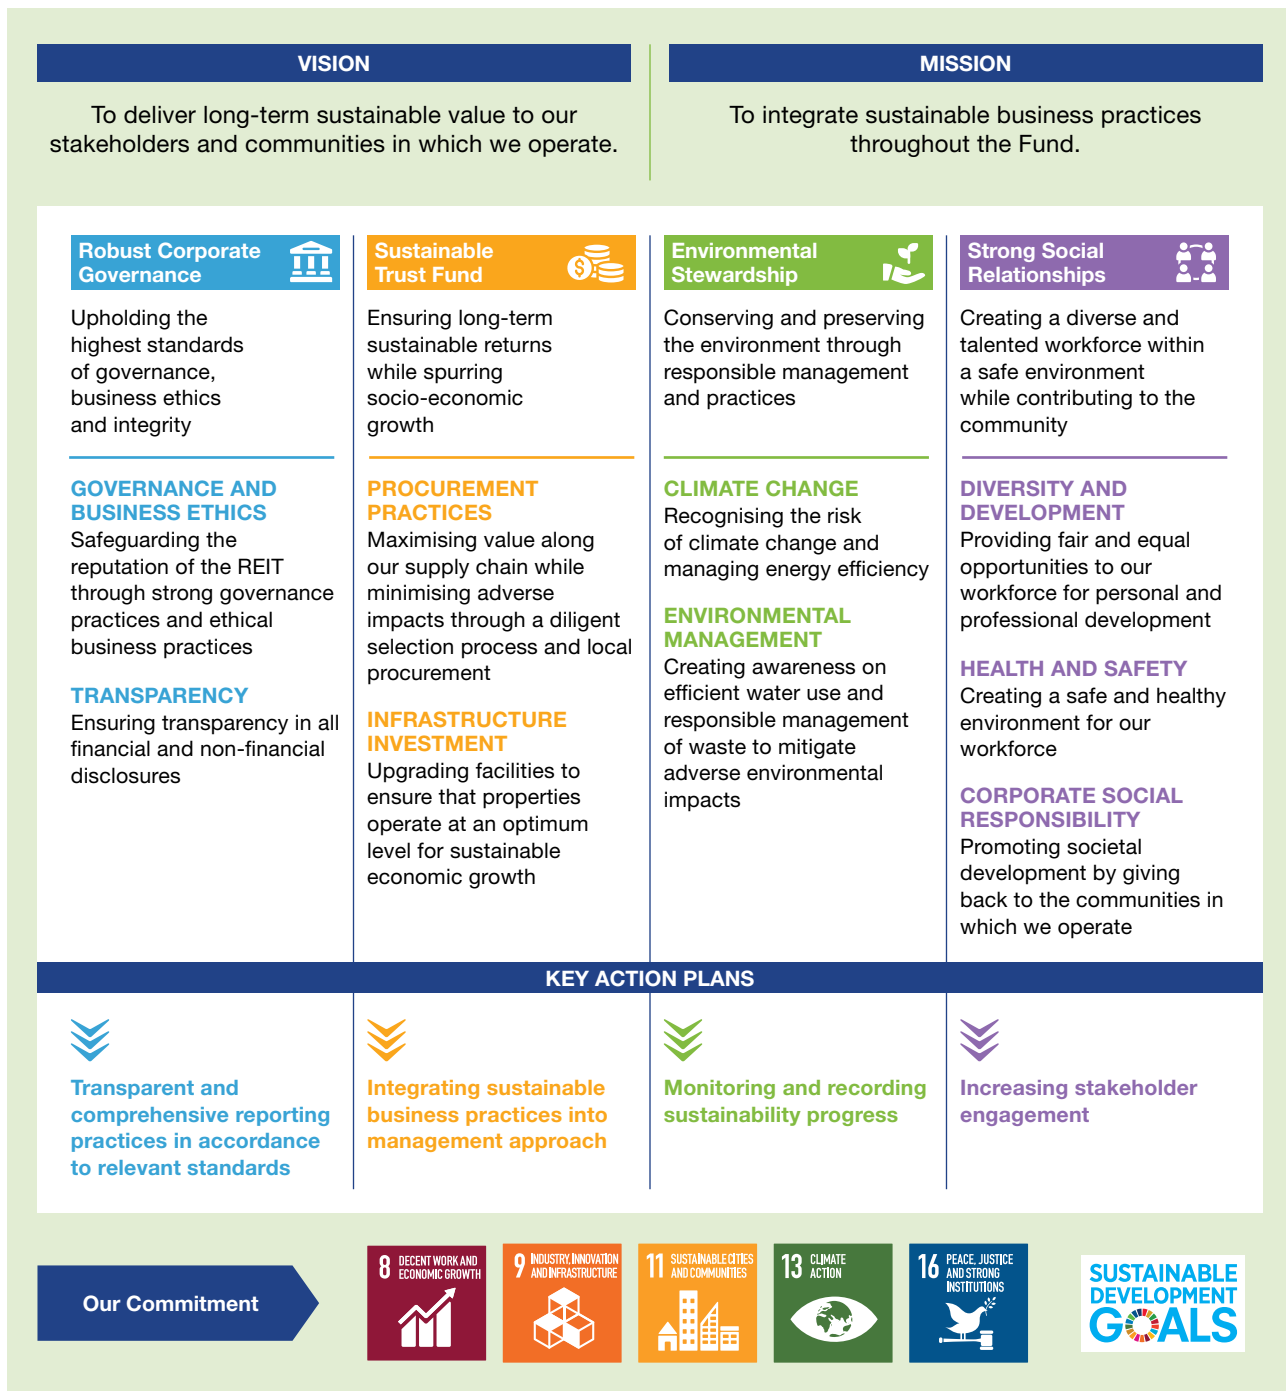 VISION
To deliver long-term sustainable value to our
stakeholders and communities in which we operate.
MISSION
To integrate sustainable business practices
throughout the Fund.
Robust Corporate
Governance
Upholding the
highest standards
of governance,
business ethics
and integrity
GOVERNANCE AND
BUSINESS ETHICS
Safeguarding the
reputation of the REIT
through strong governance
practices and ethical
business practices
TRANSPARENCY
Ensuring transparency in all
financial and non-financial
disclosures
Sustainable
Trust Fund
$
Ensuring long-term
sustainable returns
while spurring
socio-economic
growth
PROCUREMENT
PRACTICES
Maximising value along
our supply chain while
minimising adverse
impacts through a diligent
selection process and local
procurement
INFRASTRUCTURE
INVESTMENT
Upgrading facilities to
ensure that properties
operate at an optimum
level for sustainable
economic growth
Environmental
Stewardship
Conserving and preserving
the environment through
responsible management
and practices
CLIMATE CHANGE
Recognising the risk
of climate change and
managing energy efficiency
ENVIRONMENTAL
MANAGEMENT
Creating awareness on
efficient water use and
responsible management
of waste to mitigate
adverse environmental
impacts
Strong Social
Relationships
Creating a diverse and
talented workforce within
a safe environment
while contributing to the
community
DIVERSITY AND
DEVELOPMENT
Providing fair and equal
opportunities to our
workforce for personal and
professional development
HEALTH AND SAFETY
Creating a safe and healthy
environment for our
workforce
CORPORATE SOCIAL
RESPONSIBILITY
Promoting societal
development by giving
back to the communities in
which we operate
KEY ACTION PLANS
Transparent and
comprehensive reporting
practices in accordance
to relevant standards
Integrating sustainable
business practices into
management approach
Monitoring and recording
sustainability progress
Increasing stakeholder
engagement
Our Commitment
8 DECENT WORK AND
ECONOMIC GROWTH
9 INDUSTRY, INNOVATION
AND INFRASTRUCTURE
11 SUSTAINABLE CITIES
AND COMMUNITIES
13 CLIMATE
ACTION
16 PEACE, JUSTICE
AND STRONG
INSTITUTIONS
SUSTAINABLE
DEVELOPMENT
GOALS